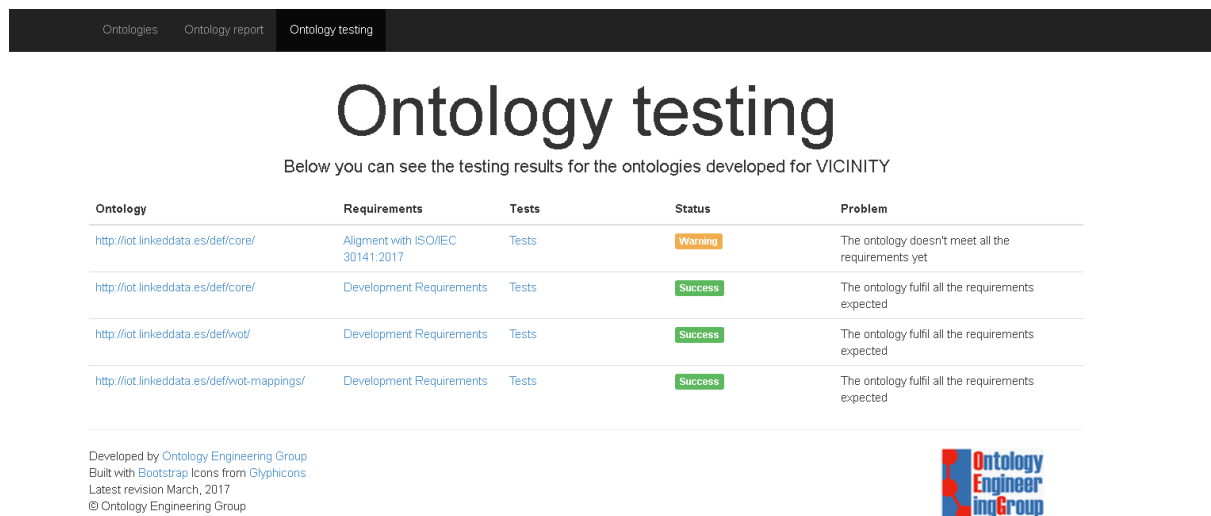 Ontologies Ontology report Ontology testing
Ontology testing
Below you can see the testing results for the ontologies developed for VICINITY
Ontology Requirements Tests Status Problem
http://iot.linkeddata.es/def/core/ Aligment with ISO/IEC Tests Warning The ontology doesn't meet all the
30141:2017 requirements yet
http://iot.linkeddata.es/def/core/ Development Requirements Tests Success The ontology fulfil all the requirements
expected
http://iot.linkeddata.es/def/wot/ Development Requirements Tests Success The ontology fulfil all the requirements
expected
http://iot.linkeddata.es/def/wot-mappings/ Development Requirements Tests Success The ontology fulfil all the requirements
expected
Developed by Ontology Engineering Group
Built with Bootstrap Icons from Glyphicons
Latest revision March, 2017
© Ontology Engineering Group
Ontology
Engineer
ingGroup